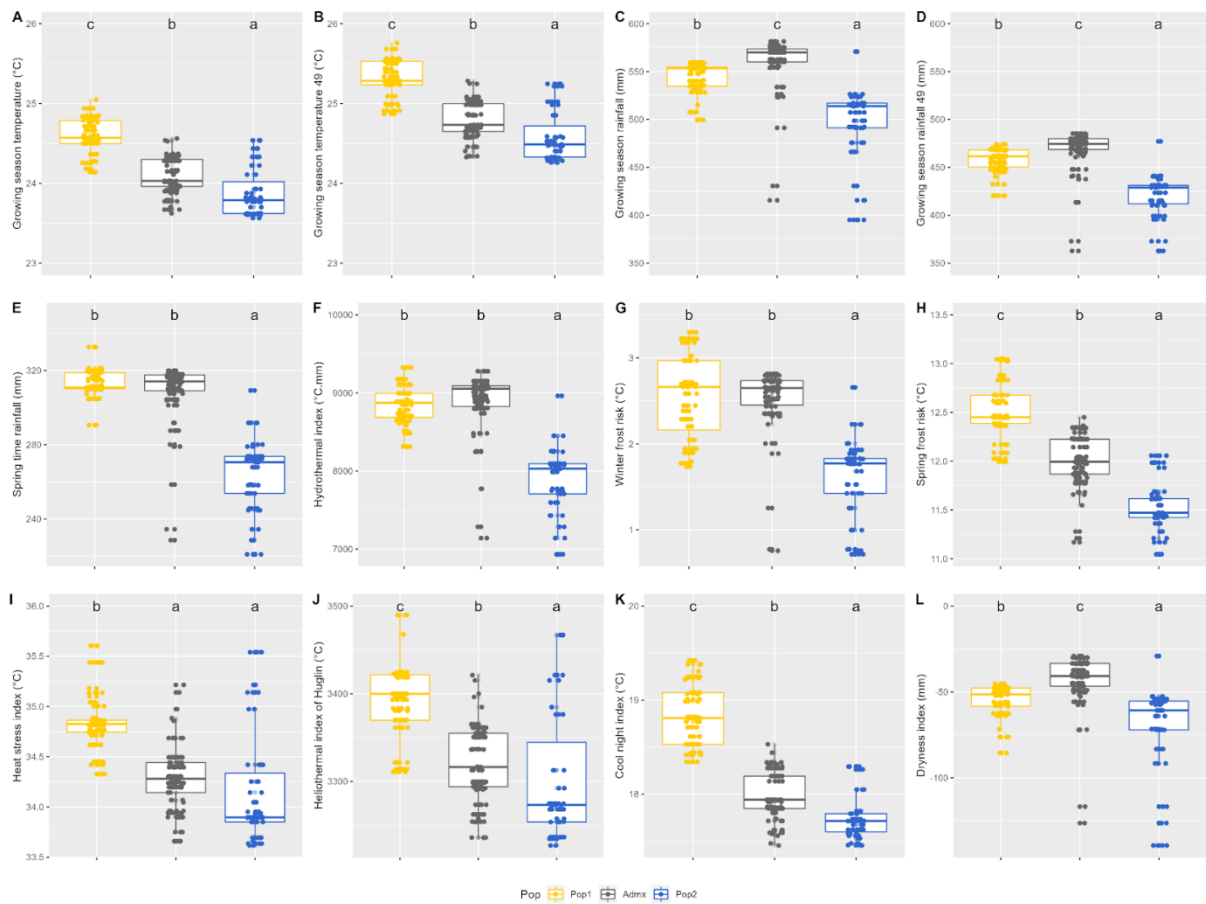 A
Growing season temperature (°C)
26
25
24
23
c b a
B
Growing season temperature 49 (°C)
26
25
24
23
c b a
C
Growing season rainfall (mm)
600
550
500
450
400
350
b c a
D
Growing season rainfall 49 (mm)
600
550
500
450
400
350
b c a
E
Spring time rainfall (mm)
320
280
240
b b a
F
Hydrothermal index (°C.mm)
10000
9000
8000
7000
b b a
G
Winter frost risk (°C)
3
2
1
b b a
H
Spring frost risk (°C)
13.5
13.0
12.5
12.0
11.5
11.0
c b a
I
Heat stress index (°C)
36.0
35.5
35.0
34.5
34.0
33.5
b a a
J
Heliothermal index of Huglin (°C)
3500
3400
3300
c b a
K
Cool night index (°C)
20
19
18
c b a
L
Dryness index (mm)
0
-50
-100
b c a
Pop Pop1 Admx Pop2